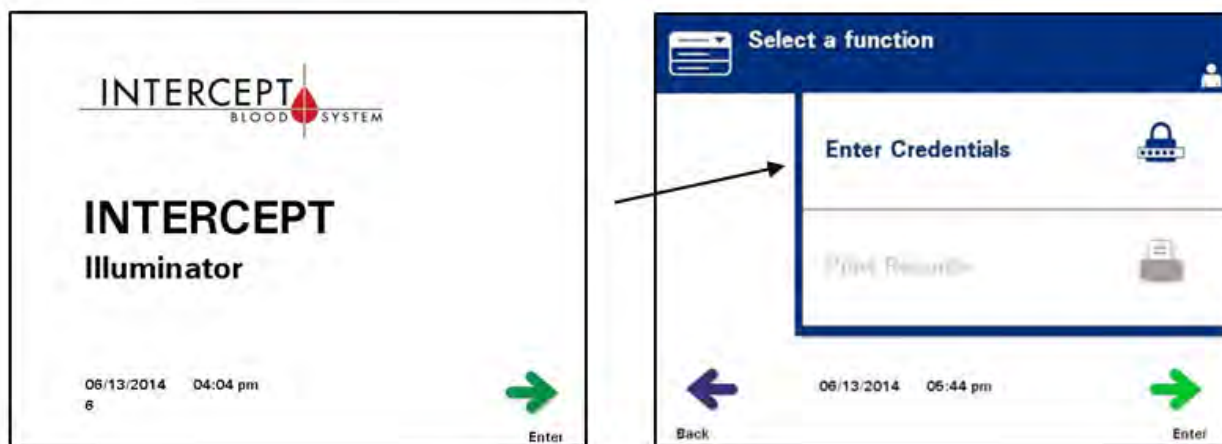 INTERCEPT
BLOOD SYSTEM
INTERCEPT
Illuminator
06/13/2014 04:04 pm
6
Enter
Select a function
Enter Credentials
Print Records
06/13/2014 05:44 pm
Back
Enter